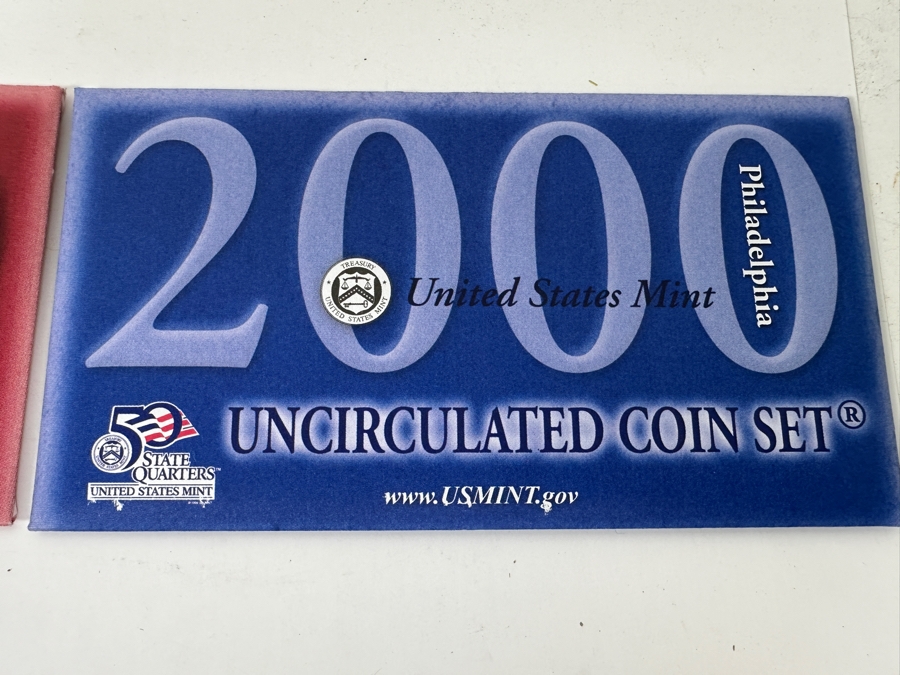 2000
Philadelphia
TREASURY
UNITED STATES MINT
United States Mint
50
STATE
QUARTERS™
UNITED STATES MINT
UNCIRCULATED COIN SET®
www.USMINT.gov